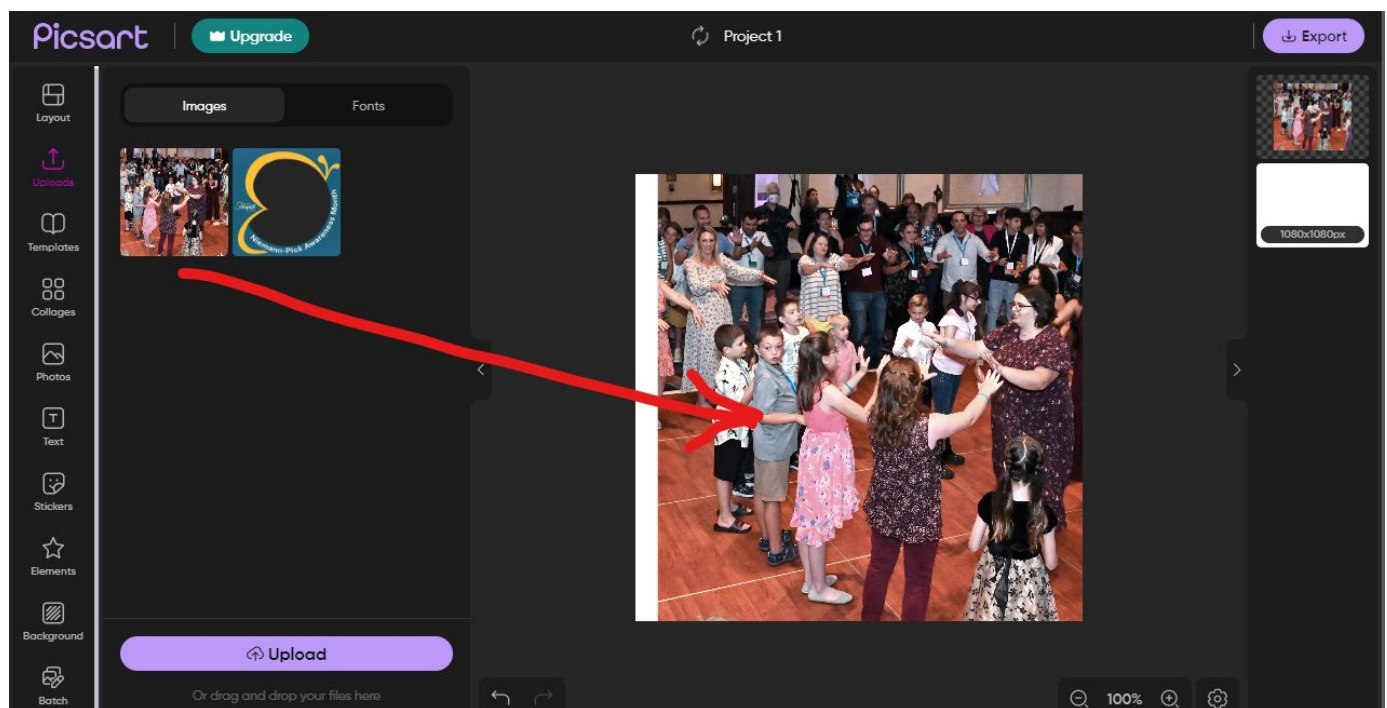 Picsart
Upgrade
Project 1
Export
Layout
Uploads
Templates
Collages
Photos
Text
Stickers
Elements
Background
Batch
Images
Fonts
Niemann-Pick Awareness Month
Upload
Or drag and drop your files here
100%
1080x1080px